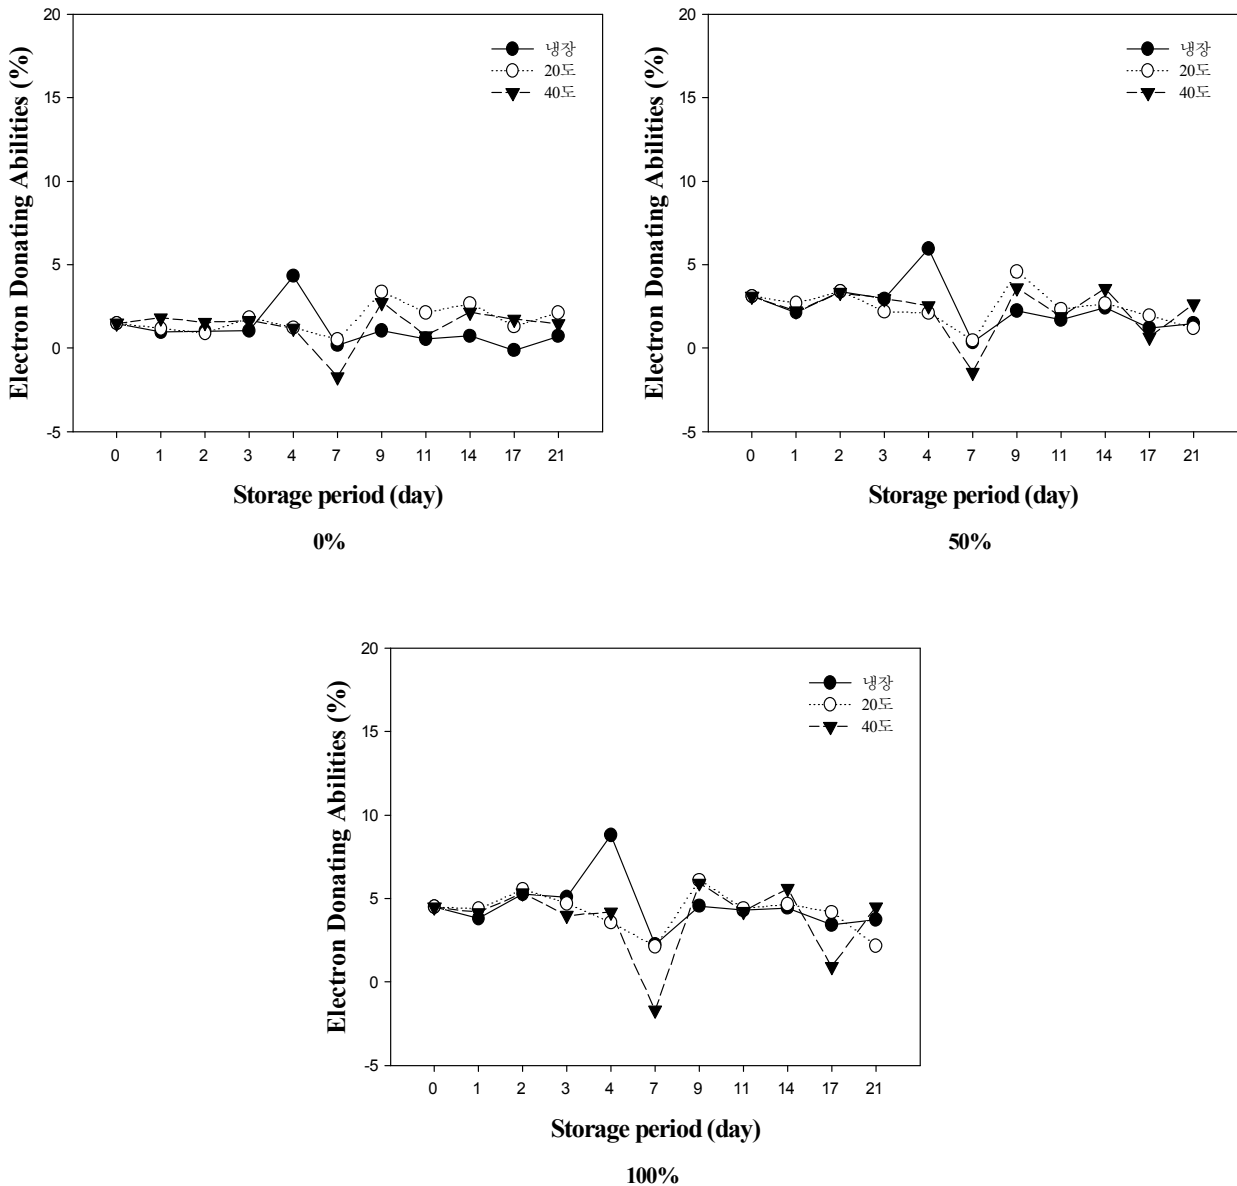 Electron Donating Abilities (%)
20
15
10
5
0
-5
냉장
20도
40도
0 1 2 3 4 7 9 11 14 17 21
Storage period (day)
0%
Electron Donating Abilities (%)
20
15
10
5
0
-5
냉장
20도
40도
0 1 2 3 4 7 9 11 14 17 21
Storage period (day)
50%
Electron Donating Abilities (%)
20
15
10
5
0
-5
냉장
20도
40도
0 1 2 3 4 7 9 11 14 17 21
Storage period (day)
100%